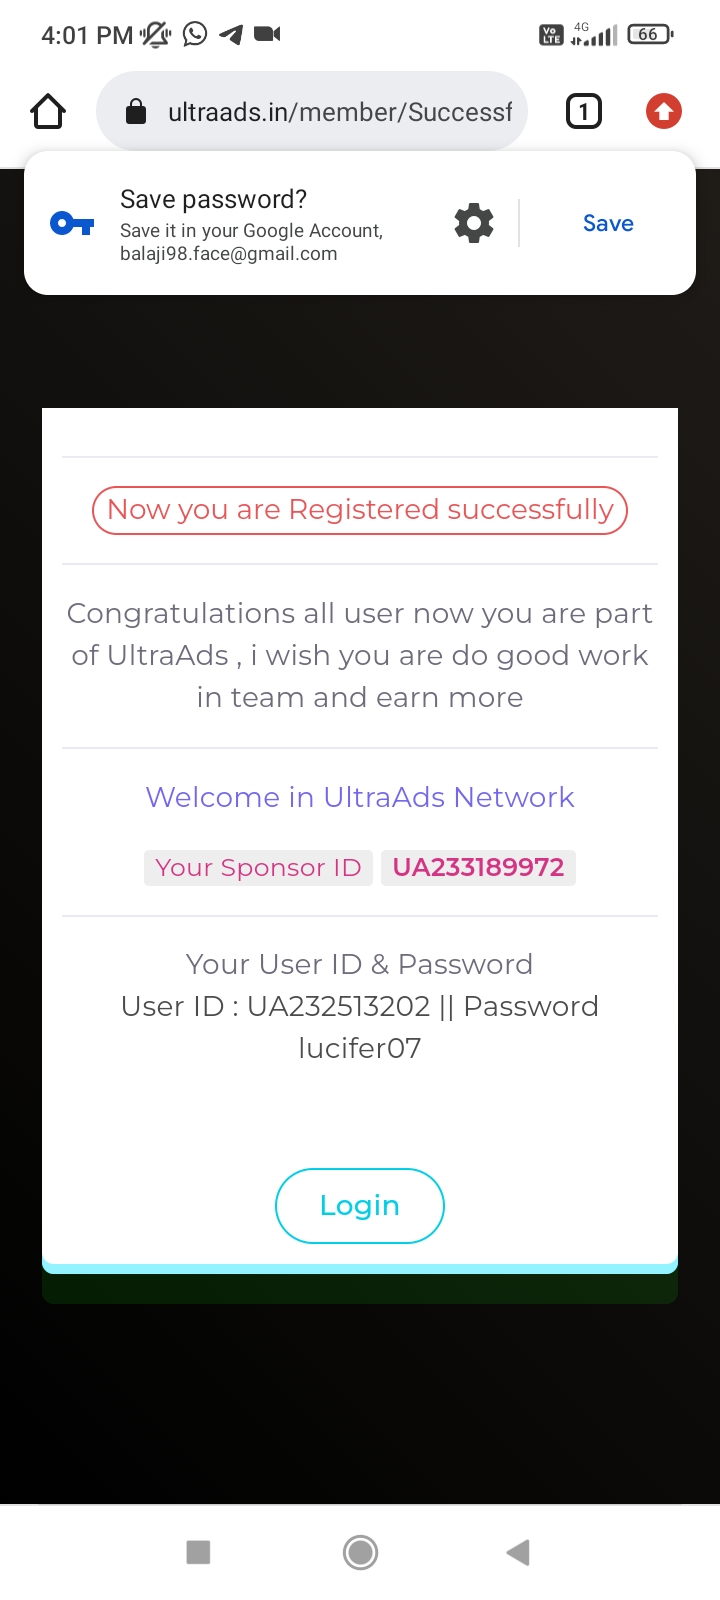 4:01 PM
Vo LTE 4G 66
ultraads.in/member/Successf
1
Save password?
Save it in your Google Account,
balaji98.face@gmail.com
Save
Now you are Registered successfully
Congratulations all user now you are part
of UltraAds , i wish you are do good work
in team and earn more
Welcome in UltraAds Network
Your Sponsor ID UA233189972
Your User ID & Password
User ID : UA232513202 || Password
lucifer07
Login